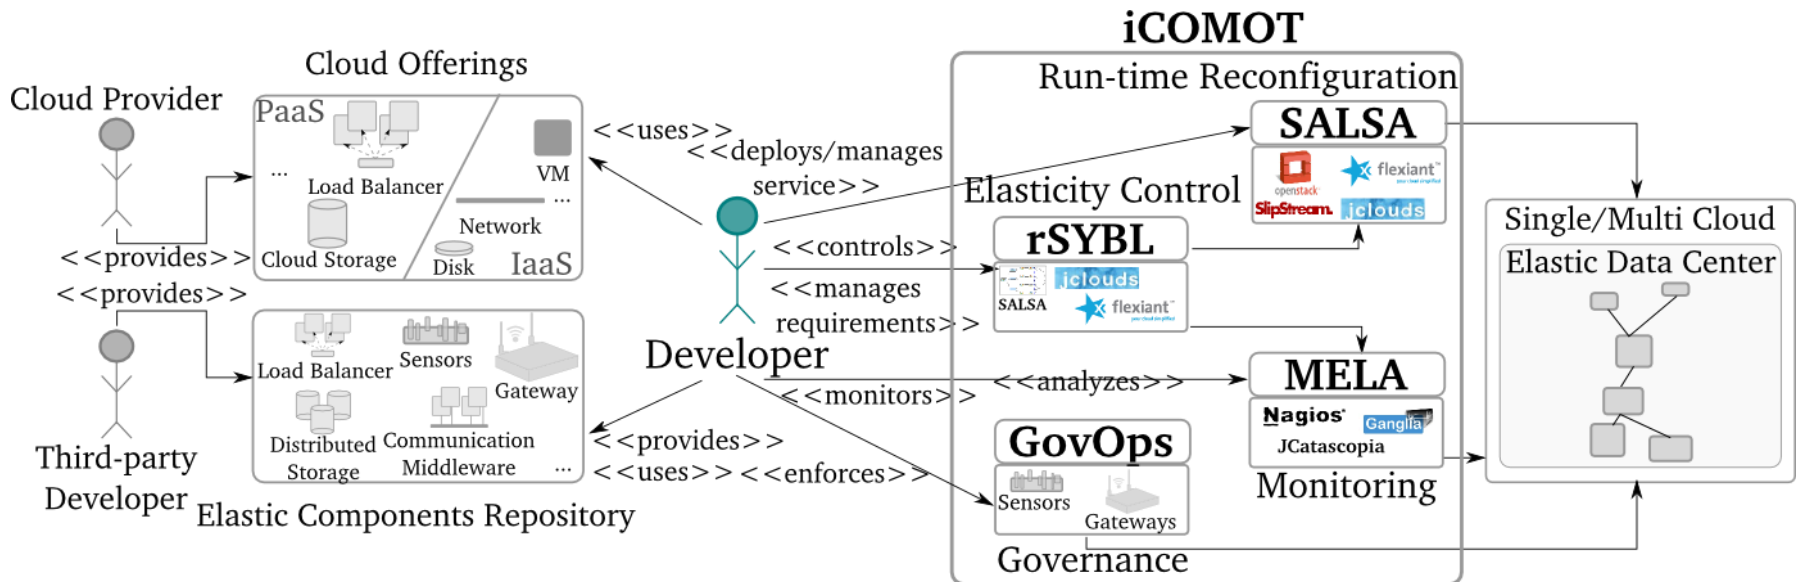 iCOMOT
Cloud Offerings
Run-time Reconfiguration
Cloud Provider
PaaS
...
Load Balancer
Cloud Storage
VM
...
Network
Disk
IaaS
<<provides>>
<<provides>>
Third-party
Developer
Load Balancer
Sensors
Gateway
Distributed
Storage
Communication
Middleware
...
Elastic Components Repository
<<uses>>
<<deploys/manages
service>>
<<controls>>
<<manages
requirements>>
Developer
<<analyzes>>
<<monitors>>
<<provides>>
<<uses>>
<<enforces>>
SALSA
openstack
flexiant™
SlipStream.
jclouds
Elasticity Control
rSYBL
SALSA
jclouds
flexiant™
MELA
Nagios®
Ganglia
JCatascopia
Monitoring
GovOps
Sensors
Gateways
Governance
Single/Multi Cloud
Elastic Data Center